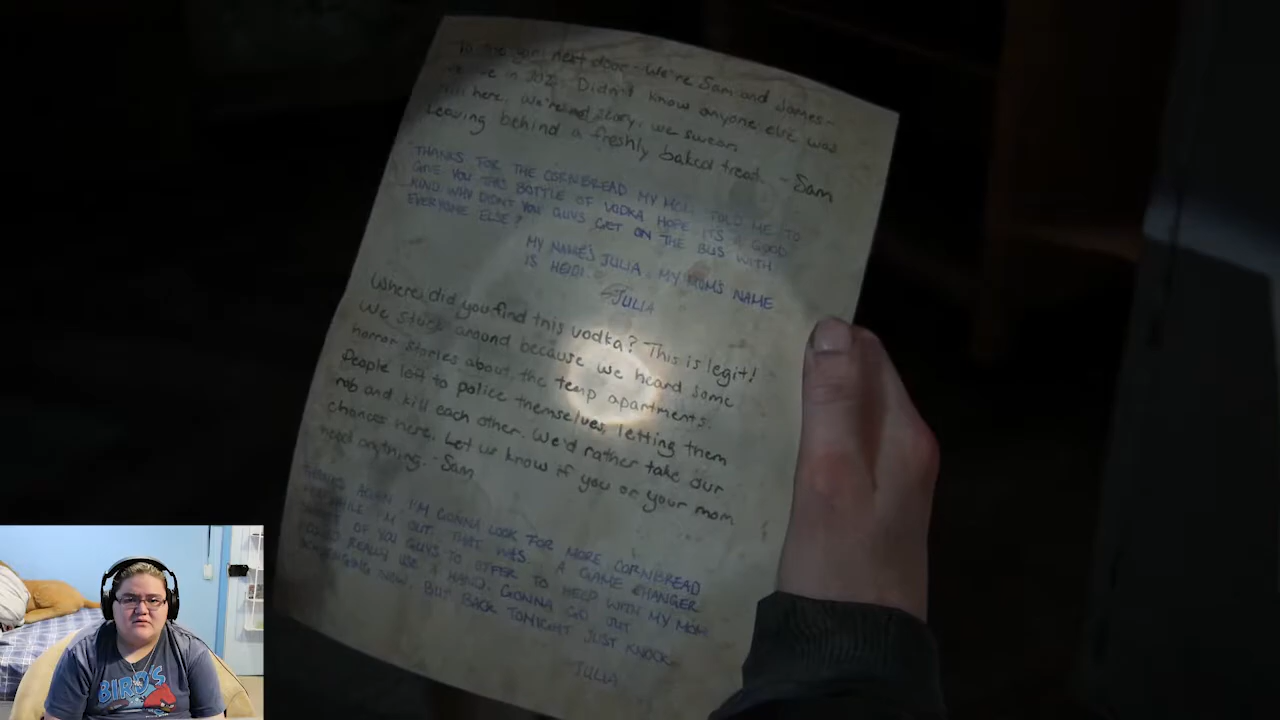 next door - We're Sam and James -
in 302. Didn't know anyone else was
here. We're not scary, we swear.
Leaving behind a freshly baked treat. - Sam
THANKS FOR THE CORNBREAD MY MOM TOLD ME TO
GIVE YOU THIS BOTTLE OF VODKA HOPE IT'S A GOOD
KIND. WHY DIDN'T YOU GUYS GET ON THE BUS WITH
EVERYONE ELSE?
MY NAME'S JULIA. MY MOM'S NAME
IS HEIDI.
- JULIA
Where did you find this vodka? This is legit!
We stuck around because we heard some
horror stories about the temp apartments.
People left to police themselves, letting them
rob and kill each other. We'd rather take our
chances here. Let us know if you or your mom
need anything. - Sam
THANKS AGAIN. I'M GONNA LOOK FOR MORE CORNBREAD
WHILE I'M OUT. THAT WAS A GAME CHANGER
OF YOU GUYS TO OFFER TO HELP WITH MY MOM
COULD REALLY USE A HAND. GONNA GO OUT
SCAVENGING NOW, BUT BACK TONIGHT JUST KNOCK
JULIA
BIRDS